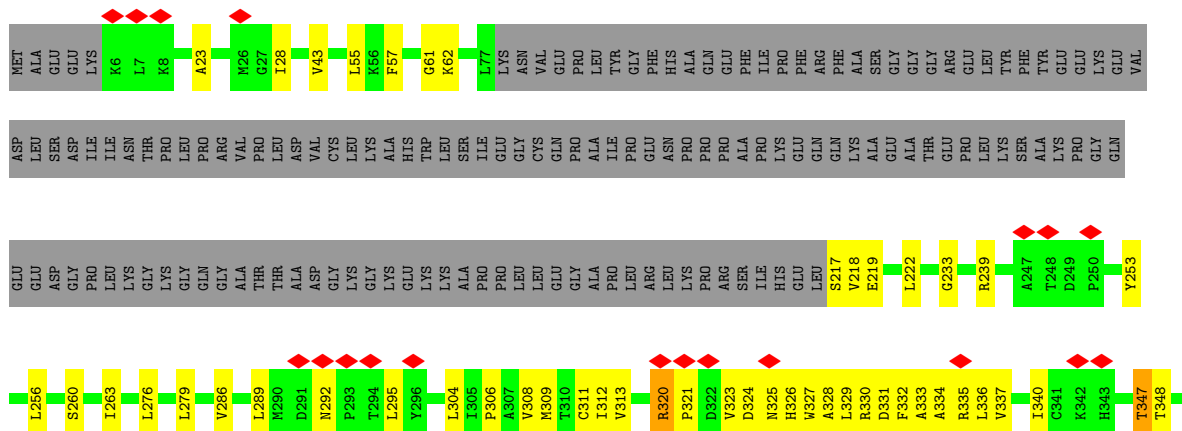 MET ALA GLU GLU LYS K6 L7 K8 A23 M26 G27 I28 V43 L55 K56 F57 G61 K62 L77 LYS ASN VAL GLU PRO LEU TYR GLY PHE HIS ALA GLN GLU PHE ILE PRO PHE ARG PHE ALA SER GLY GLY GLY ARG GLU LEU TYR PHE TYR GLU GLU LYS GLU VAL
ASP LEU SER ASP ILE ILE ASN THR PRO LEU PRO ARG VAL PRO LEU ASP VAL CYS LEU LYS ALA HIS TRP LEU SER ILE GLU GLY CYS GLN PRO ALA ILE PRO GLU ASN PRO PRO PRO ALA PRO LYS GLU GLN GLN LYS ALA GLU ALA THR GLU PRO LEU LYS SER ALA LYS PRO GLY GLN
GLU GLU ASP GLY PRO LEU LYS GLY LYS GLY GLN GLY ALA THR THR ALA ASP GLY LYS GLY LYS GLU LYS LYS ALA PRO PRO LEU LEU GLU GLY ALA PRO LEU ARG LEU LYS PRO ARG SER ILE HIS GLU LEU S217 V218 E219 L222 G233 R239 A247 T248 D249 P250 Y253
L256 S260 I263 L276 L279 V286 L289 M290 D291 N292 P293 T294 L295 Y296 L304 I305 P306 A307 V308 M309 T310 C311 I312 V313 R320 P321 D322 V323 D324 N325 H326 W327 A328 L329 R330 D331 F332 A333 A334 R335 L336 V337 I340 C341 K342 H343 T347 T348